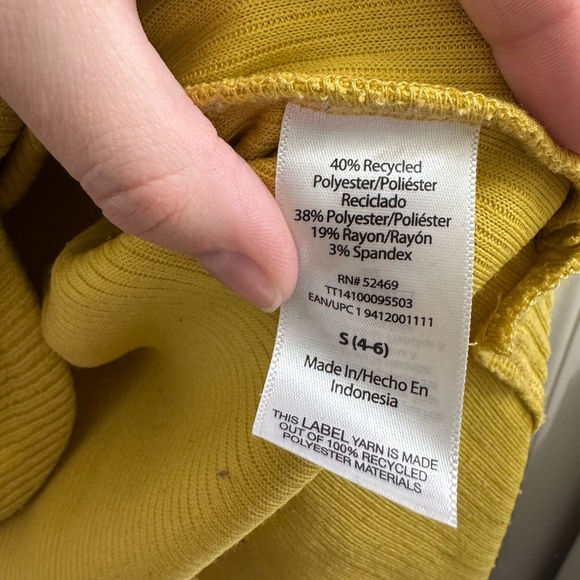 40% Recycled
Polyester/Poliéster
Reciclado
38% Polyester/Poliéster
19% Rayon/Rayón
3% Spandex
RN# 52469
TT14100095503
EAN/UPC 1 9412001111
S (4-6)
Made In/Hecho En
Indonesia
THIS LABEL YARN IS MADE
OUT OF 100% RECYCLED
POLYESTER MATERIALS